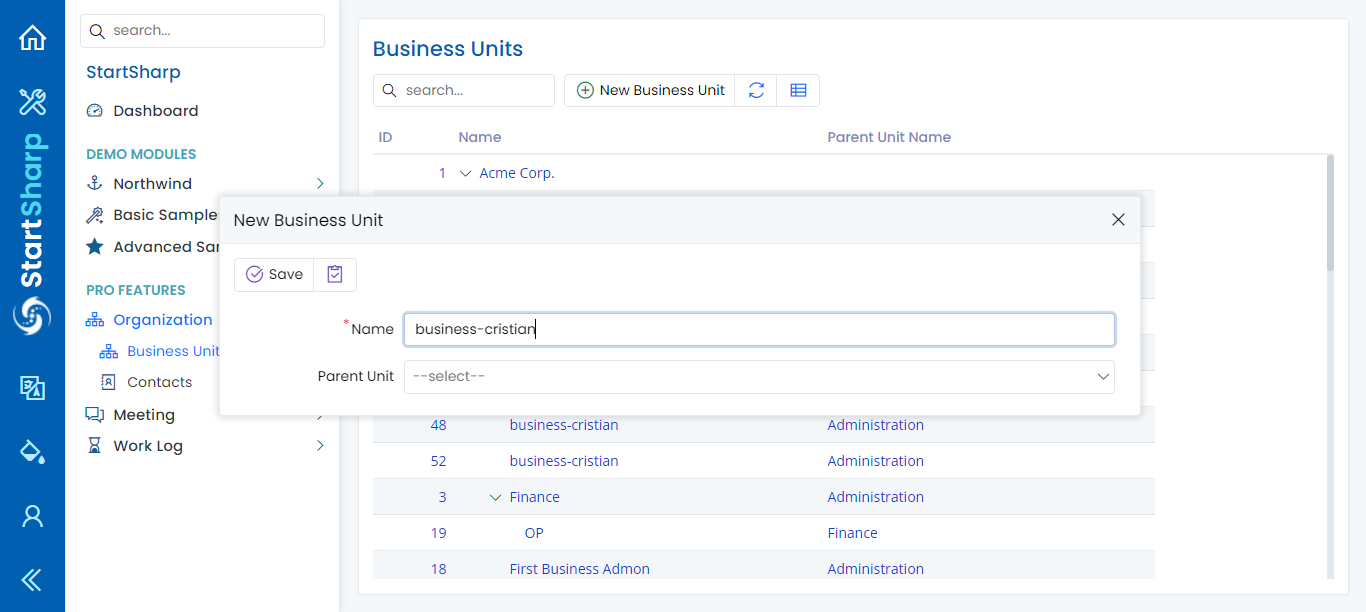 search...
StartSharp
Dashboard
DEMO MODULES
Northwind
Basic Sample
Advanced Sar
PRO FEATURES
Organization
Business Unit
Contacts
Meeting
Work Log
StartSharp
Business Units
search...
New Business Unit
ID Name Parent Unit Name
1 Acme Corp.
New Business Unit
Save
*Name business-cristian
Parent Unit --select--
48 business-cristian Administration
52 business-cristian Administration
3 Finance Administration
19 OP Finance
18 First Business Admon Administration